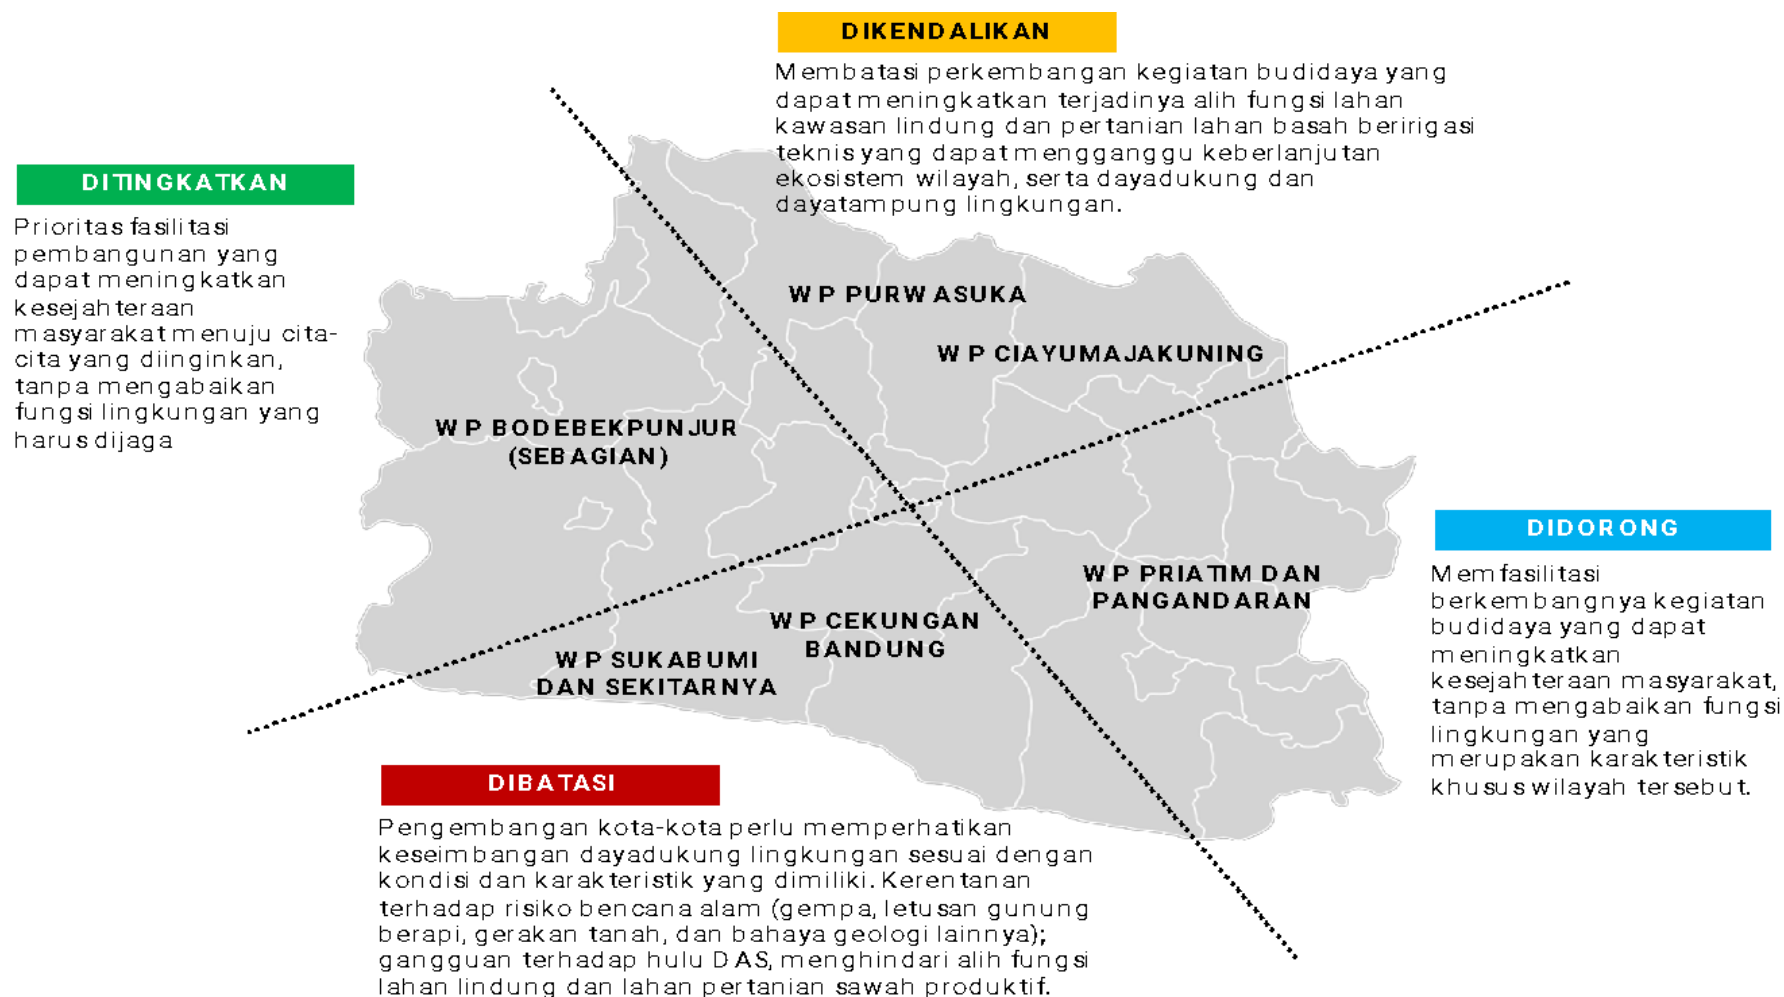 DIKENDALIKAN
Membatasi perkembangan kegiatan budidaya yang
dapat meningkatkan terjadinya alih fungsi lahan
kawasan lindung dan pertanian lahan basah beririgasi
teknis yang dapat mengganggu keberlanjutan
ekosistem wilayah, serta dayadukung dan
dayatampung lingkungan.
DITINGKATKAN
Prioritas fasilitasi
pembangunan yang
dapat meningkatkan
kesejahteraan
masyarakat menuju cita-
cita yang diinginkan,
tanpa mengabaikan
fungsi lingkungan yang
harus dijaga
WP PURWASUKA
WP CIAYUMAJAKUNING
WP BODEBEKPUNJUR
(SEBAGIAN)
WP PRIATIM DAN
PANGANDARAN
WP CEKUNGAN
BANDUNG
WP SUKABUMI
DAN SEKITARNYA
DIDORONG
Memfasilitasi
berkembangnya kegiatan
budidaya yang dapat
meningkatkan
kesejahteraan masyarakat,
tanpa mengabaikan fungsi
lingkungan yang
merupakan karakteristik
khusus wilayah tersebut.
DIBATASI
Pengembangan kota-kota perlu memperhatikan
keseimbangan dayadukung lingkungan sesuai dengan
kondisi dan karakteristik yang dimiliki. Kerentanan
terhadap risiko bencana alam (gempa, letusan gunung
berapi, gerakan tanah, dan bahaya geologi lainnya);
gangguan terhadap hulu DAS, menghindari alih fungsi
lahan lindung dan lahan pertanian sawah produktif.